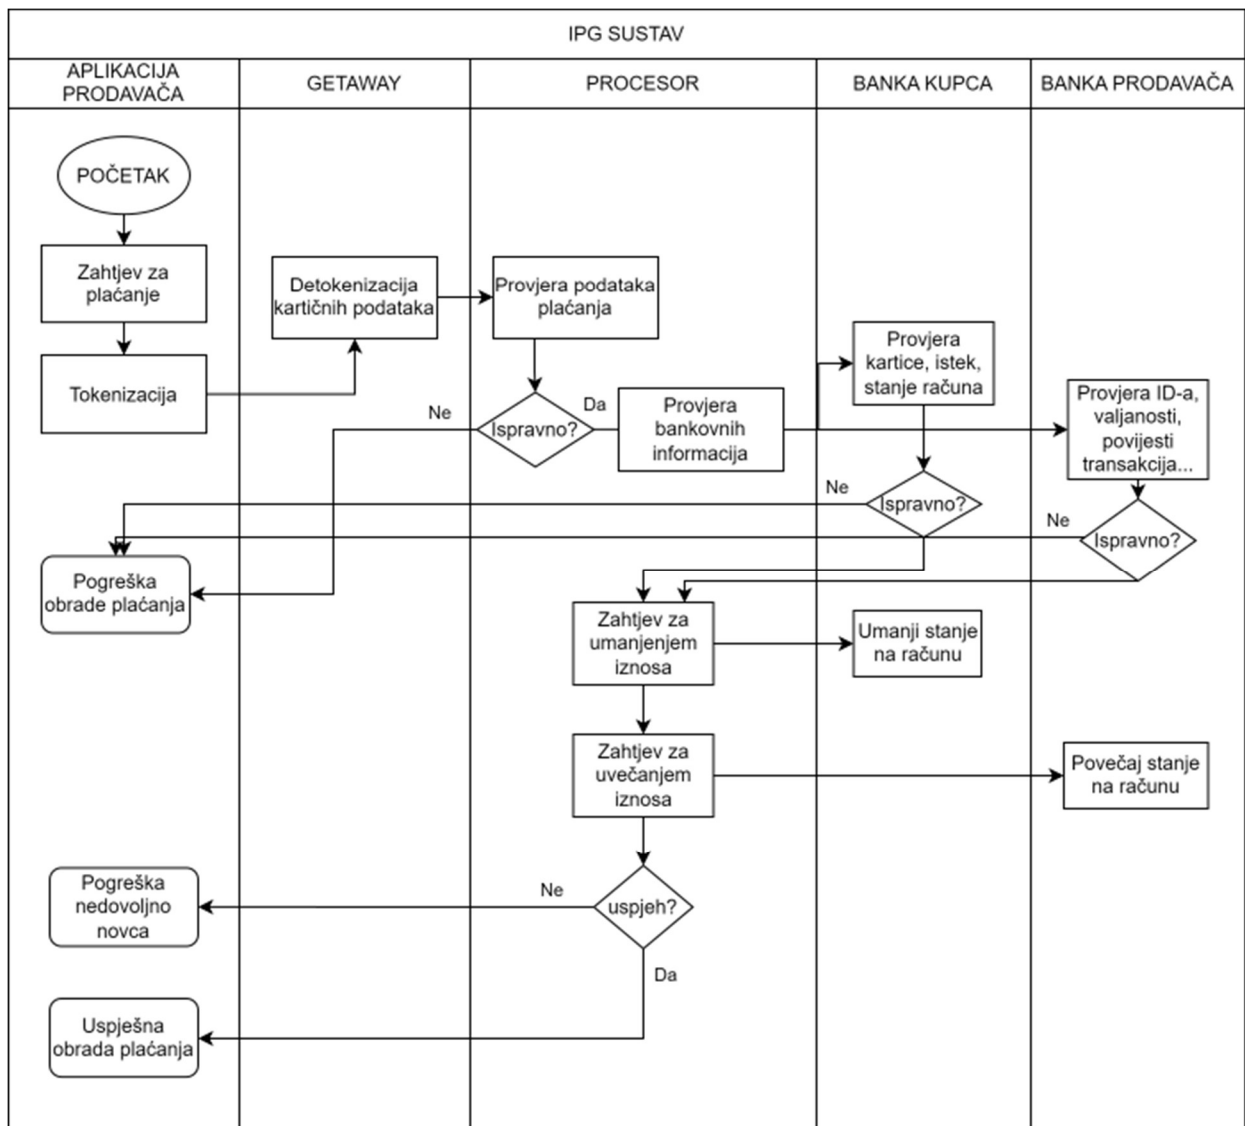 IPG SUSTAV
APLIKACIJA
PRODAVAČA
GETAWAY
PROCESOR
BANKA KUPCA
BANKA PRODAVAČA
POČETAK
Zahtjev za
plaćanje
Tokenizacija
Detokenizacija
kartičnih podataka
Provjera podataka
plaćanja
Ispravno?
Ne
Da
Provjera
bankovnih
informacija
Provjera
kartice, istek,
stanje računa
Ispravno?
Ne
Provjera ID-a,
valjanosti,
povijesti
transakcija...
Ispravno?
Ne
Pogreška
obrade plaćanja
Zahtjev za
umanjenjem
iznosa
Umanji stanje
na računu
Zahtjev za
uvečanjem
iznosa
Povečaj stanje
na računu
uspjeh?
Ne
Da
Pogreška
nedovoljno
novca
Uspješna
obrada plaćanja